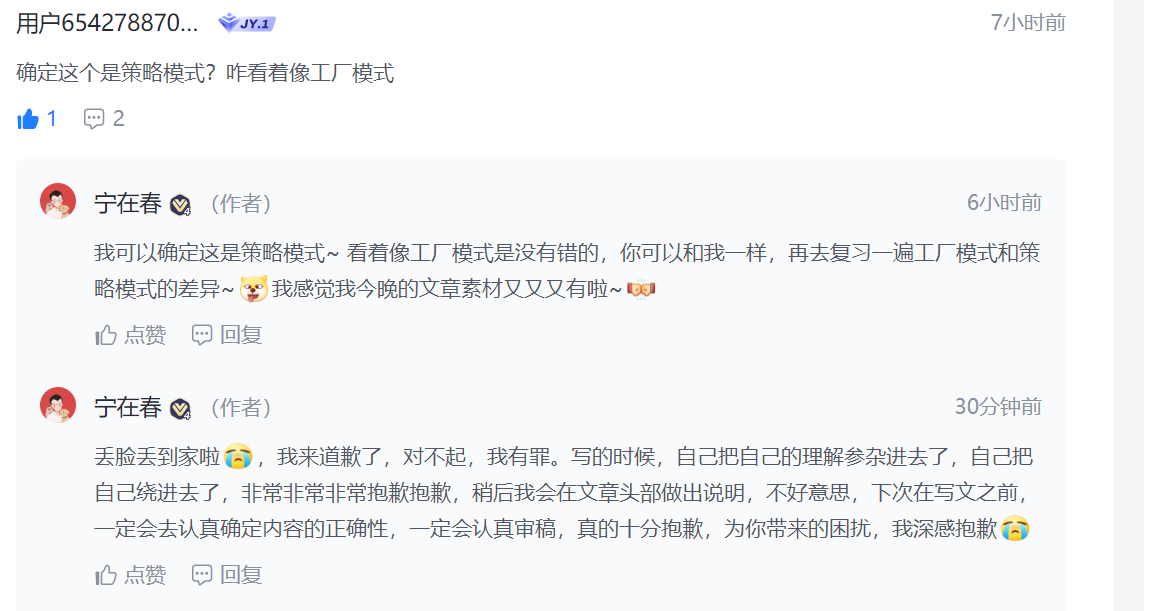 用户654278870... JY.1 7小时前
确定这个是策略模式？咋看着像工厂模式
1 2
宁在春 4 （作者） 6小时前
我可以确定这是策略模式~ 看着像工厂模式是没有错的，你可以和我一样，再去复习一遍工厂模式和策
略模式的差异~ 我感觉我今晚的文章素材又又又有啦~
点赞 回复
宁在春 4 （作者） 30分钟前
丢脸丢到家啦 ，我来道歉了，对不起，我有罪。写的时候，自己把自己的理解参杂进去了，自己把
自己绕进去了，非常非常非常抱歉抱歉，稍后我会在文章头部做出说明，不好意思，下次在写文之前，
一定会去认真确定内容的正确性，一定会认真审稿，真的十分抱歉，为你带来的困扰，我深感抱歉
点赞 回复